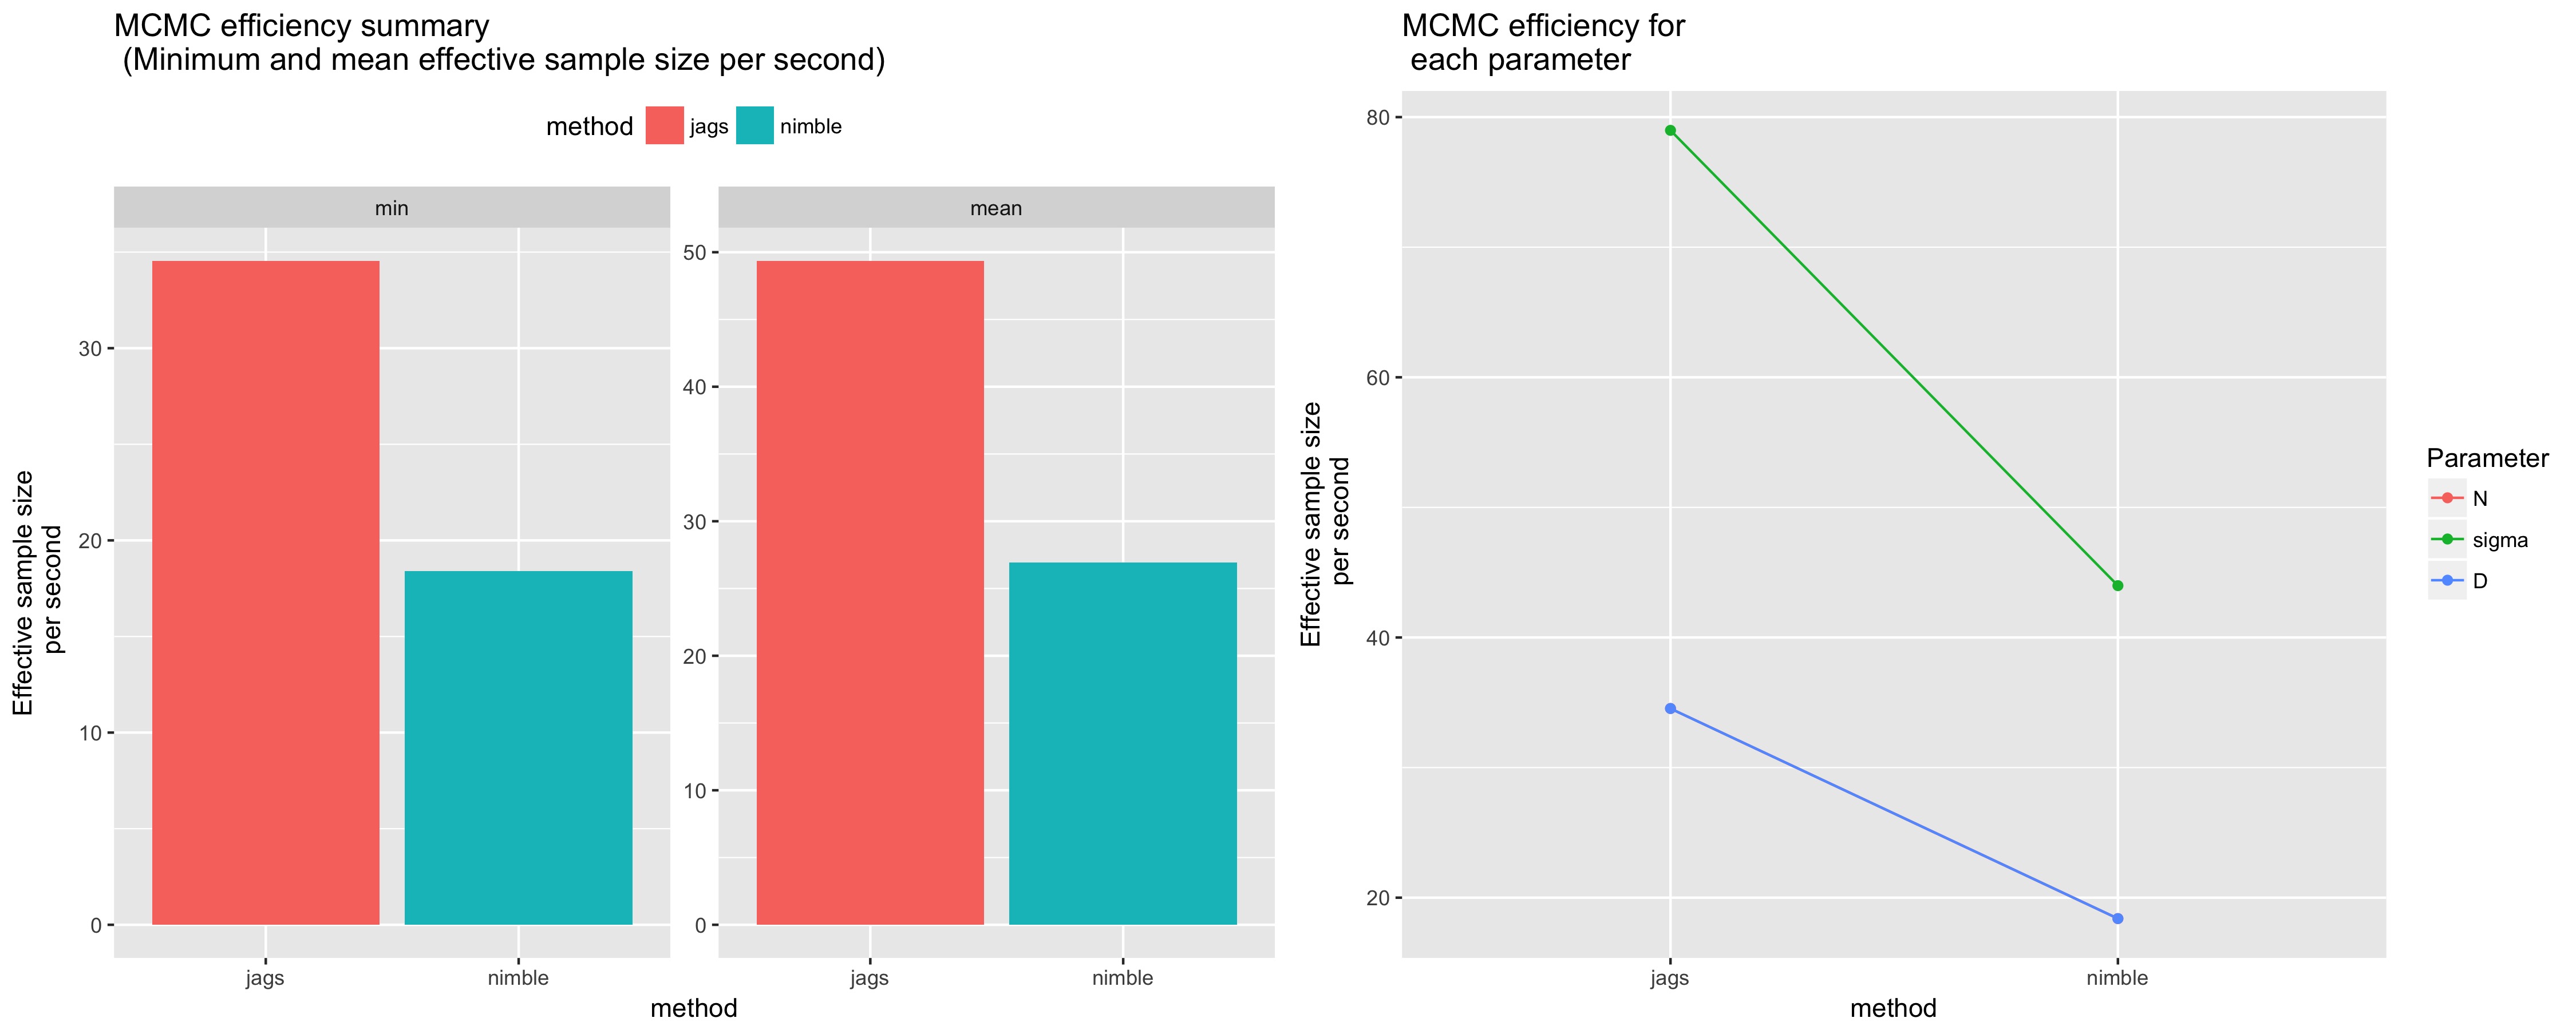 MCMC efficiency summary
(Minimum and mean effective sample size per second)
method jags nimble
min
mean
Effective sample size
per second
30
20
10
0
50
40
30
20
10
0
jags nimble
jags nimble
method
MCMC efficiency for
each parameter
Effective sample size
per second
80
60
40
20
jags nimble
method
Parameter
N
sigma
D